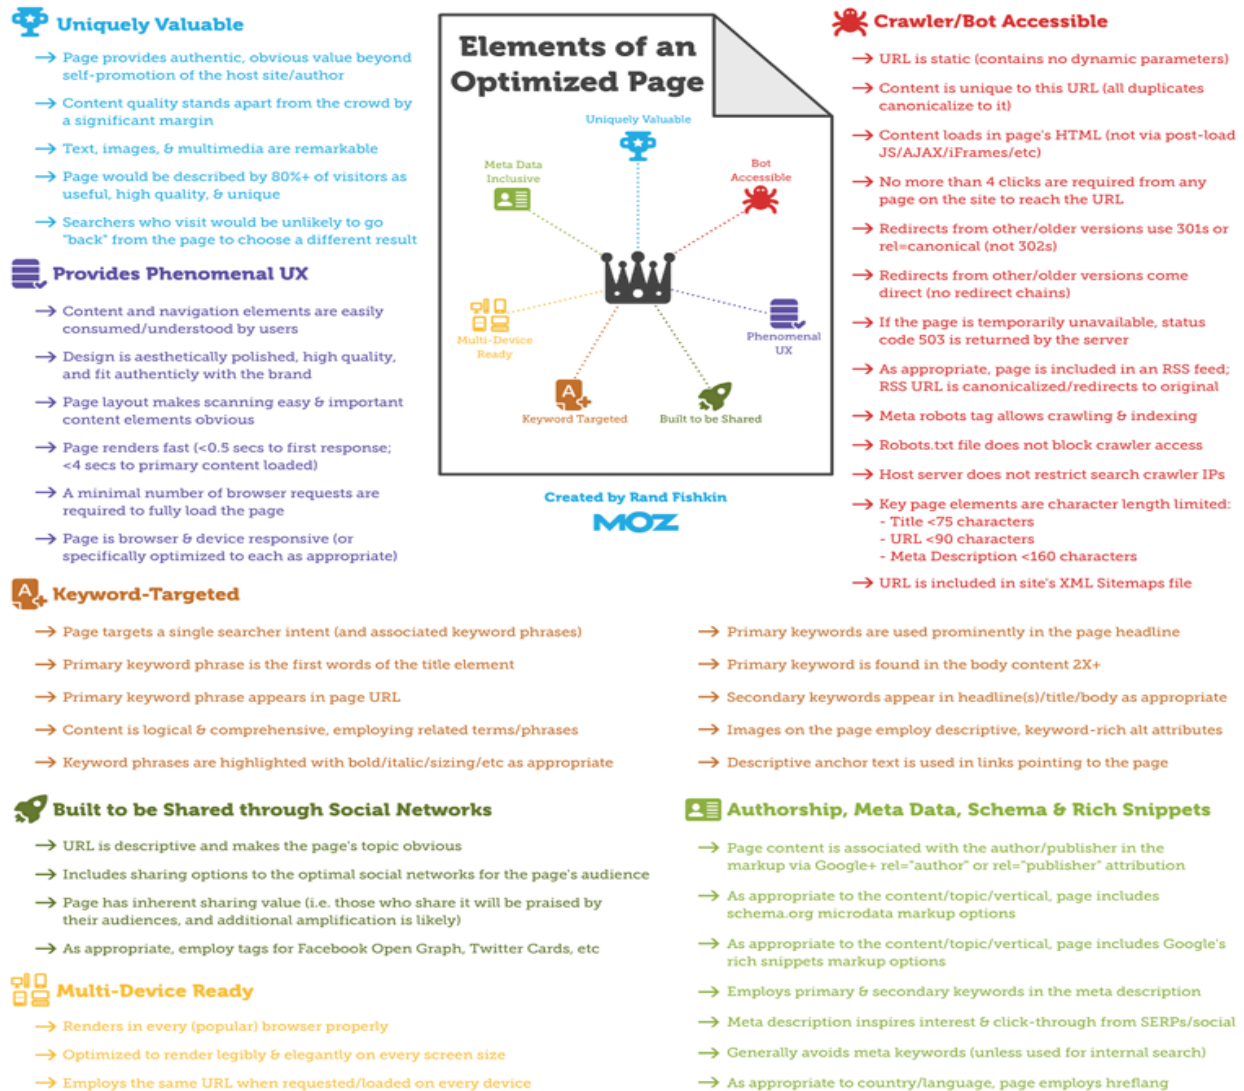 Uniquely Valuable
→ Page provides authentic, obvious value beyond
self-promotion of the host site/author
→ Content quality stands apart from the crowd by
a significant margin
→ Text, images, & multimedia are remarkable
→ Page would be described by 80%+ of visitors as
useful, high quality, & unique
→ Searchers who visit would be unlikely to go
"back" from the page to choose a different result
Provides Phenomenal UX
→ Content and navigation elements are easily
consumed/understood by users
→ Design is aesthetically polished, high quality,
and fit authenticly with the brand
→ Page layout makes scanning easy & important
content elements obvious
→ Page renders fast (<0.5 secs to first response;
<4 secs to primary content loaded)
→ A minimal number of browser requests are
required to fully load the page
→ Page is browser & device responsive (or
specifically optimized to each as appropriate)
Elements of an
Optimized Page
Uniquely Valuable
Meta Data
Inclusive
Bot
Accessible
Multi-Device
Ready
Phenomenal
UX
A
Keyword Targeted
Built to be Shared
Created by Rand Fishkin
MOZ
Crawler/Bot Accessible
→ URL is static (contains no dynamic parameters)
→ Content is unique to this URL (all duplicates
canonicalize to it)
→ Content loads in page's HTML (not via post-load
JS/AJAX/iFrames/etc)
→ No more than 4 clicks are required from any
page on the site to reach the URL
→ Redirects from other/older versions use 301s or
rel=canonical (not 302s)
→ Redirects from other/older versions come
direct (no redirect chains)
→ If the page is temporarily unavailable, status
code 503 is returned by the server
→ As appropriate, page is included in an RSS feed;
RSS URL is canonicalized/redirects to original
→ Meta robots tag allows crawling & indexing
→ Robots.txt file does not block crawler access
→ Host server does not restrict search crawler IPs
→ Key page elements are character length limited:
- Title <75 characters
- URL <90 characters
- Meta Description <160 characters
→ URL is included in site's XML Sitemaps file
A
Keyword-Targeted
→ Page targets a single searcher intent (and associated keyword phrases)
→ Primary keyword phrase is the first words of the title element
→ Primary keyword phrase appears in page URL
→ Content is logical & comprehensive, employing related terms/phrases
→ Keyword phrases are highlighted with bold/italic/sizing/etc as appropriate
→ Primary keywords are used prominently in the page headline
→ Primary keyword is found in the body content 2X+
→ Secondary keywords appear in headline(s)/title/body as appropriate
→ Images on the page employ descriptive, keyword-rich alt attributes
→ Descriptive anchor text is used in links pointing to the page
Built to be Shared through Social Networks
→ URL is descriptive and makes the page's topic obvious
→ Includes sharing options to the optimal social networks for the page's audience
→ Page has inherent sharing value (i.e. those who share it will be praised by
their audiences, and additional amplification is likely)
→ As appropriate, employ tags for Facebook Open Graph, Twitter Cards, etc
Multi-Device Ready
→ Renders in every (popular) browser properly
→ Optimized to render legibly & elegantly on every screen size
→ Employs the same URL when requested/loaded on every device
Authorship, Meta Data, Schema & Rich Snippets
→ Page content is associated with the author/publisher in the
markup via Google+ rel="author" or rel="publisher" attribution
→ As appropriate to the content/topic/vertical, page includes
schema.org microdata markup options
→ As appropriate to the content/topic/vertical, page includes Google's
rich snippets markup options
→ Employs primary & secondary keywords in the meta description
→ Meta description inspires interest & click-through from SERPs/social
→ Generally avoids meta keywords (unless used for internal search)
→ As appropriate to country/language, page employs hreflang